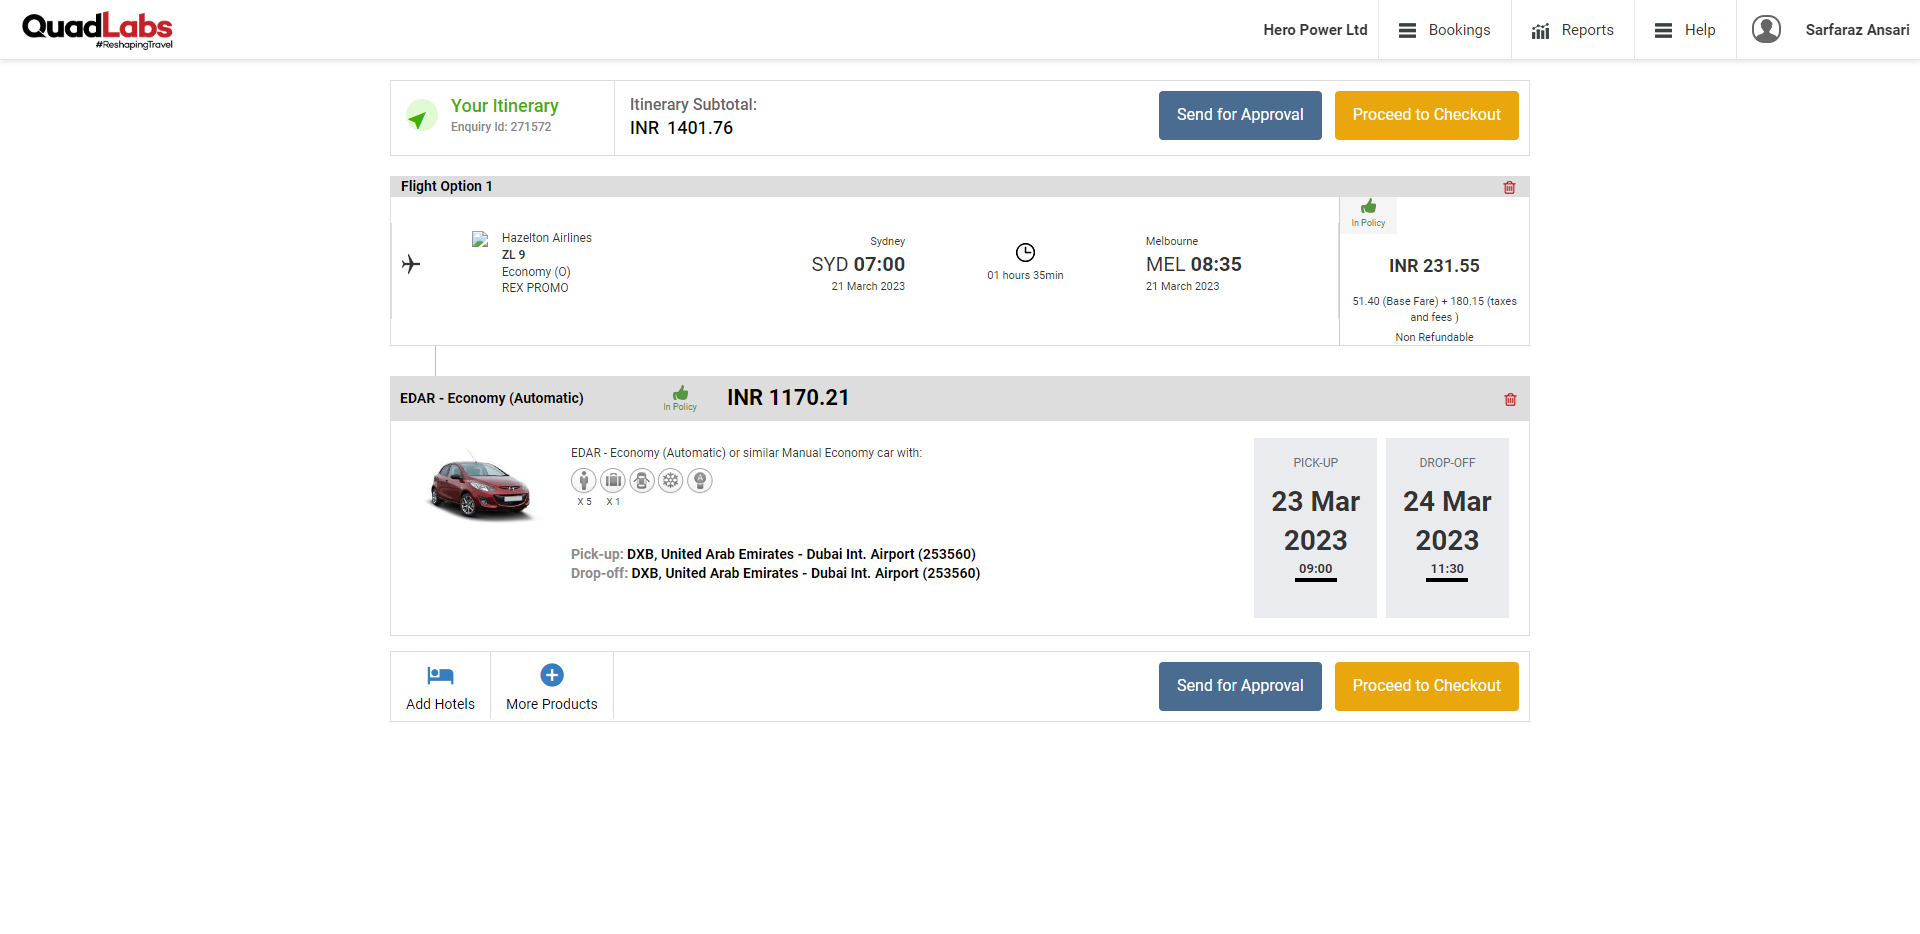 QuadLabs
#ReshapingTravel
Hero Power Ltd
Bookings
Reports
Help
Sarfaraz Ansari
Your Itinerary
Enquiry Id: 271572
Itinerary Subtotal:
INR 1401.76
Send for Approval
Proceed to Checkout
Flight Option 1
Hazelton Airlines
ZL 9
Economy (O)
REX PROMO
Sydney
SYD 07:00
21 March 2023
01 hours 35min
Melbourne
MEL 08:35
21 March 2023
In Policy
INR 231.55
51.40 (Base Fare) + 180.15 (taxes
and fees )
Non Refundable
EDAR - Economy (Automatic)
In Policy
INR 1170.21
EDAR - Economy (Automatic) or similar Manual Economy car with:
X 5
X 1
Pick-up: DXB, United Arab Emirates - Dubai Int. Airport (253560)
Drop-off: DXB, United Arab Emirates - Dubai Int. Airport (253560)
PICK-UP
23 Mar
2023
09:00
DROP-OFF
24 Mar
2023
11:30
Add Hotels
More Products
Send for Approval
Proceed to Checkout